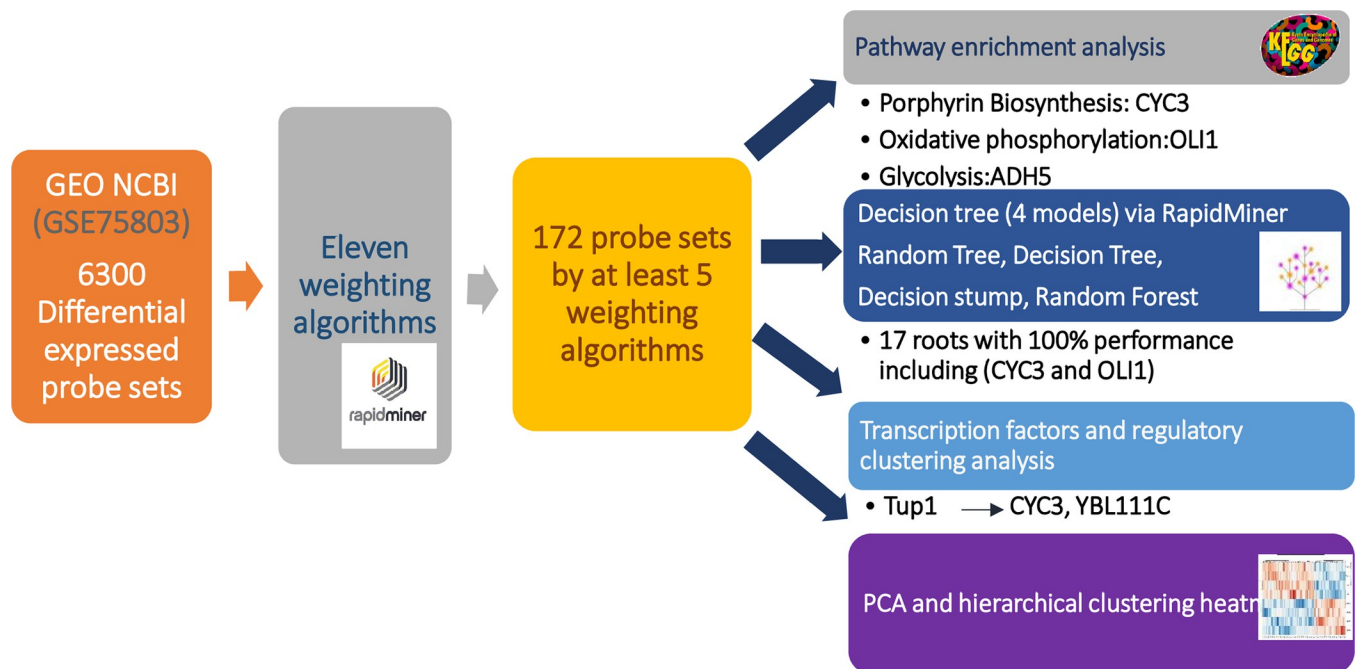 GEO NCBI
(GSE75803)
6300
Differential
expressed
probe sets
Eleven
weighting
algorithms
rapidminer
172 probe sets
by at least 5
weighting
algorithms
Pathway enrichment analysis
KEGG
• Porphyrin Biosynthesis: CYC3
• Oxidative phosphorylation:OLI1
• Glycolysis:ADH5
Decision tree (4 models) via RapidMiner
Random Tree, Decision Tree,
Decision stump, Random Forest
• 17 roots with 100% performance
including (CYC3 and OLI1)
Transcription factors and regulatory
clustering analysis
• Tup1 → CYC3, YBL111C
PCA and hierarchical clustering